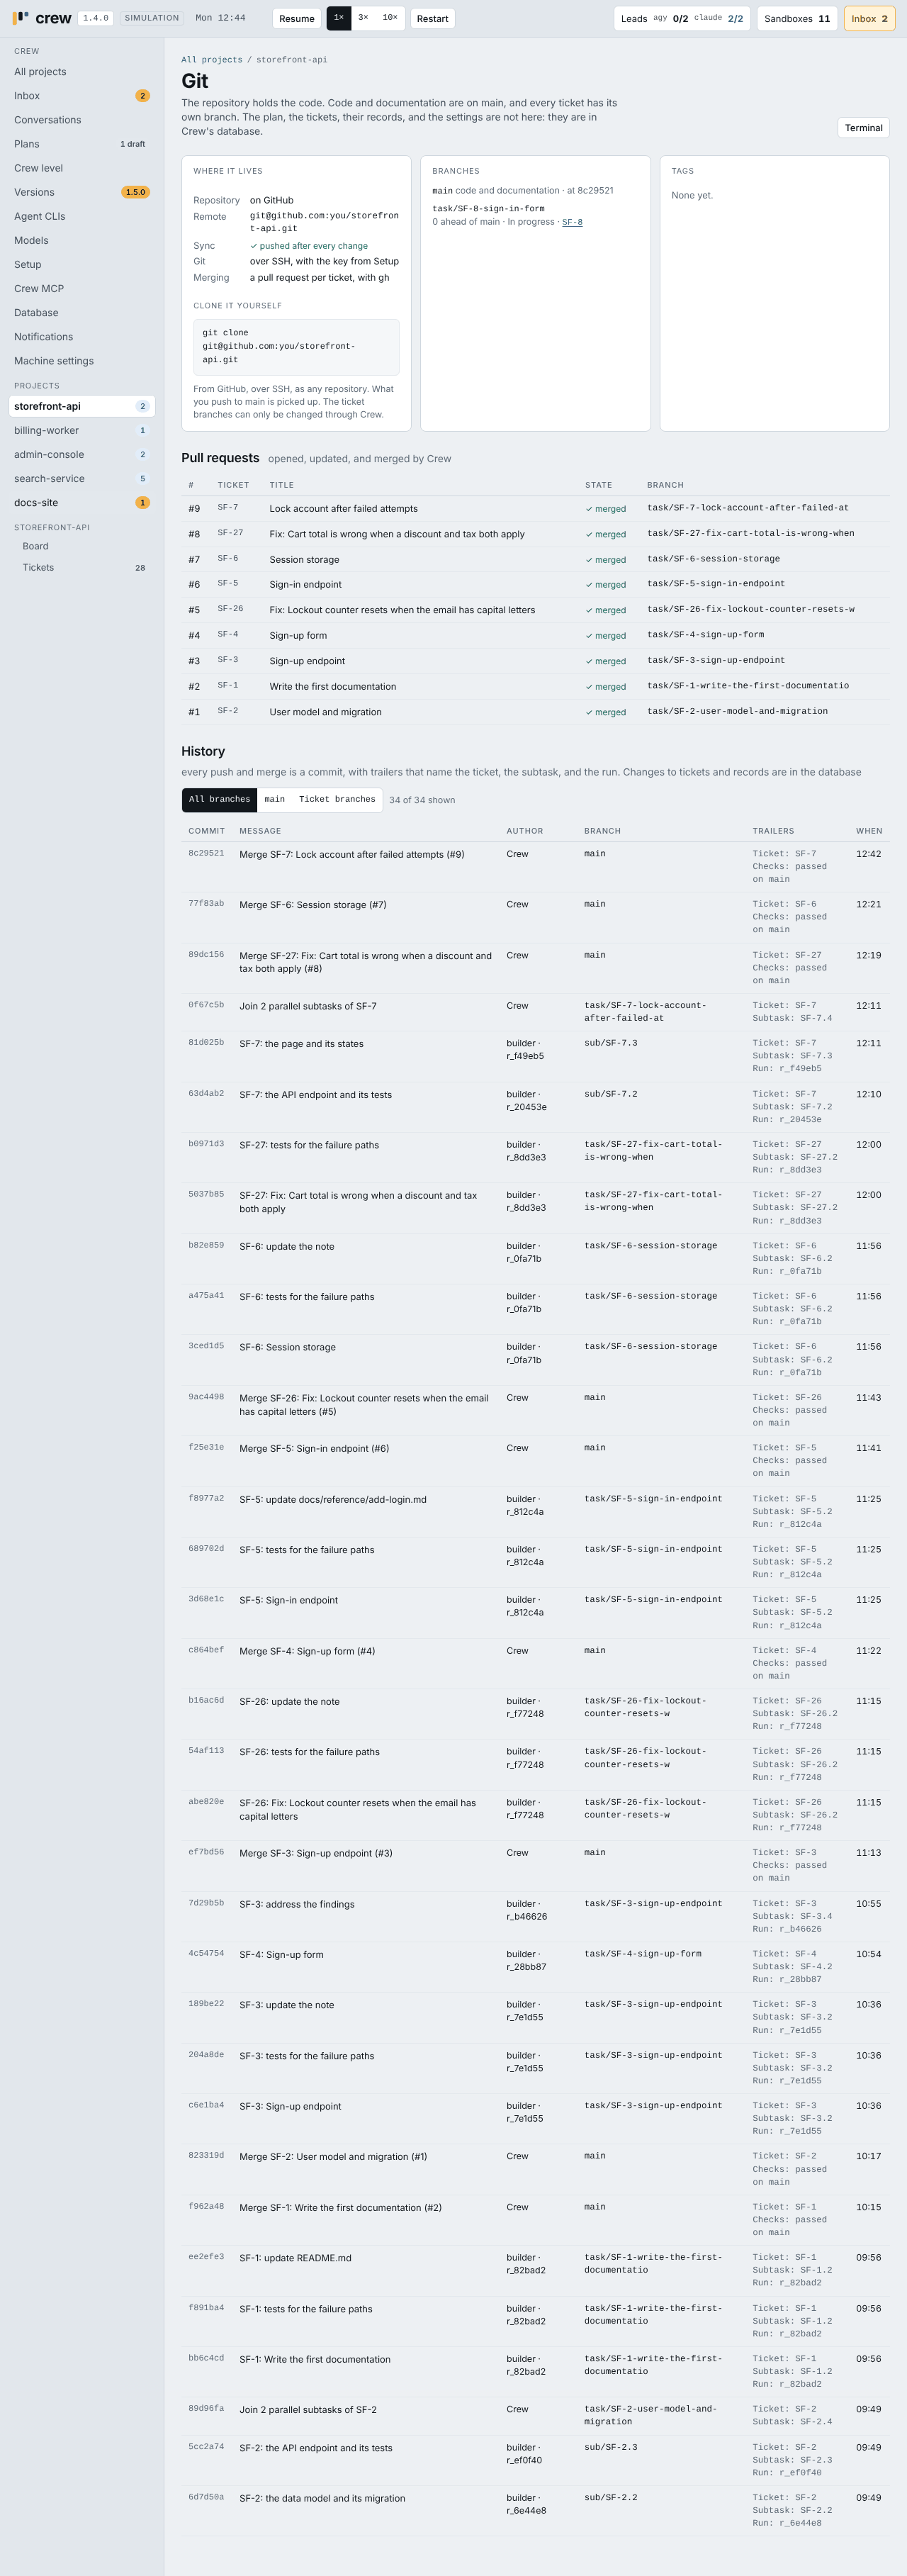 crew 1.4.0 SIMULATION Mon 12:44 Resume 1× 3× 10× Restart Leads agy 0/2 claude 2/2 Sandboxes 11 Inbox 2
CREW
All projects
Inbox 2
Conversations
Plans 1 draft
Crew level
Versions 1.5.0
Agent CLIs
Models
Setup
Crew MCP
Database
Notifications
Machine settings
PROJECTS
storefront-api 2
billing-worker 1
admin-console 2
search-service 5
docs-site 1
STOREFRONT-API
Board
Tickets 28
All projects / storefront-api
Git
The repository holds the code. Code and documentation are on main, and every ticket has its
own branch. The plan, the tickets, their records, and the settings are not here: they are in
Crew's database.
Terminal
WHERE IT LIVES
Repository on GitHub
Remote git@github.com:you/storefron
t-api.git
Sync ✓ pushed after every change
Git over SSH, with the key from Setup
Merging a pull request per ticket, with gh
CLONE IT YOURSELF
git clone
git@github.com:you/storefront-
api.git
From GitHub, over SSH, as any repository. What
you push to main is picked up. The ticket
branches can only be changed through Crew.
BRANCHES
main code and documentation · at 8c29521
task/SF-8-sign-in-form
0 ahead of main · In progress · SF-8
TAGS
None yet.
Pull requests opened, updated, and merged by Crew
# TICKET TITLE STATE BRANCH
#9 SF-7 Lock account after failed attempts ✓ merged task/SF-7-lock-account-after-failed-at
#8 SF-27 Fix: Cart total is wrong when a discount and tax both apply ✓ merged task/SF-27-fix-cart-total-is-wrong-when
#7 SF-6 Session storage ✓ merged task/SF-6-session-storage
#6 SF-5 Sign-in endpoint ✓ merged task/SF-5-sign-in-endpoint
#5 SF-26 Fix: Lockout counter resets when the email has capital letters ✓ merged task/SF-26-fix-lockout-counter-resets-w
#4 SF-4 Sign-up form ✓ merged task/SF-4-sign-up-form
#3 SF-3 Sign-up endpoint ✓ merged task/SF-3-sign-up-endpoint
#2 SF-1 Write the first documentation ✓ merged task/SF-1-write-the-first-documentatio
#1 SF-2 User model and migration ✓ merged task/SF-2-user-model-and-migration
History
every push and merge is a commit, with trailers that name the ticket, the subtask, and the run. Changes to tickets and records are in the database
All branches main Ticket branches 34 of 34 shown
COMMIT MESSAGE AUTHOR BRANCH TRAILERS WHEN
8c29521 Merge SF-7: Lock account after failed attempts (#9) Crew main Ticket: SF-7 12:42
Checks: passed
on main
77f83ab Merge SF-6: Session storage (#7) Crew main Ticket: SF-6 12:21
Checks: passed
on main
89dc156 Merge SF-27: Fix: Cart total is wrong when a discount and Crew main Ticket: SF-27 12:19
tax both apply (#8) Checks: passed
on main
0f67c5b Join 2 parallel subtasks of SF-7 Crew task/SF-7-lock-account- Ticket: SF-7 12:11
after-failed-at Subtask: SF-7.4
81d025b SF-7: the page and its states builder · sub/SF-7.3 Ticket: SF-7 12:11
r_f49eb5 Subtask: SF-7.3
Run: r_f49eb5
63d4ab2 SF-7: the API endpoint and its tests builder · sub/SF-7.2 Ticket: SF-7 12:10
r_20453e Subtask: SF-7.2
Run: r_20453e
b0971d3 SF-27: tests for the failure paths builder · task/SF-27-fix-cart-total- Ticket: SF-27 12:00
r_8dd3e3 is-wrong-when Subtask: SF-27.2
Run: r_8dd3e3
5037b85 SF-27: Fix: Cart total is wrong when a discount and tax builder · task/SF-27-fix-cart-total- Ticket: SF-27 12:00
both apply r_8dd3e3 is-wrong-when Subtask: SF-27.2
Run: r_8dd3e3
b82e859 SF-6: update the note builder · task/SF-6-session-storage Ticket: SF-6 11:56
r_0fa71b Subtask: SF-6.2
Run: r_0fa71b
a475a41 SF-6: tests for the failure paths builder · task/SF-6-session-storage Ticket: SF-6 11:56
r_0fa71b Subtask: SF-6.2
Run: r_0fa71b
3ced1d5 SF-6: Session storage builder · task/SF-6-session-storage Ticket: SF-6 11:56
r_0fa71b Subtask: SF-6.2
Run: r_0fa71b
9ac4498 Merge SF-26: Fix: Lockout counter resets when the email Crew main Ticket: SF-26 11:43
has capital letters (#5) Checks: passed
on main
f25e31e Merge SF-5: Sign-in endpoint (#6) Crew main Ticket: SF-5 11:41
Checks: passed
on main
f8977a2 SF-5: update docs/reference/add-login.md builder · task/SF-5-sign-in-endpoint Ticket: SF-5 11:25
r_812c4a Subtask: SF-5.2
Run: r_812c4a
689702d SF-5: tests for the failure paths builder · task/SF-5-sign-in-endpoint Ticket: SF-5 11:25
r_812c4a Subtask: SF-5.2
Run: r_812c4a
3d68e1c SF-5: Sign-in endpoint builder · task/SF-5-sign-in-endpoint Ticket: SF-5 11:25
r_812c4a Subtask: SF-5.2
Run: r_812c4a
c864bef Merge SF-4: Sign-up form (#4) Crew main Ticket: SF-4 11:22
Checks: passed
on main
b16ac6d SF-26: update the note builder · task/SF-26-fix-lockout- Ticket: SF-26 11:15
r_f77248 counter-resets-w Subtask: SF-26.2
Run: r_f77248
54af113 SF-26: tests for the failure paths builder · task/SF-26-fix-lockout- Ticket: SF-26 11:15
r_f77248 counter-resets-w Subtask: SF-26.2
Run: r_f77248
abe820e SF-26: Fix: Lockout counter resets when the email has builder · task/SF-26-fix-lockout- Ticket: SF-26 11:15
capital letters r_f77248 counter-resets-w Subtask: SF-26.2
Run: r_f77248
ef7bd56 Merge SF-3: Sign-up endpoint (#3) Crew main Ticket: SF-3 11:13
Checks: passed
on main
7d29b5b SF-3: address the findings builder · task/SF-3-sign-up-endpoint Ticket: SF-3 10:55
r_b46626 Subtask: SF-3.4
Run: r_b46626
4c54754 SF-4: Sign-up form builder · task/SF-4-sign-up-form Ticket: SF-4 10:54
r_28bb87 Subtask: SF-4.2
Run: r_28bb87
189be22 SF-3: update the note builder · task/SF-3-sign-up-endpoint Ticket: SF-3 10:36
r_7e1d55 Subtask: SF-3.2
Run: r_7e1d55
204a8de SF-3: tests for the failure paths builder · task/SF-3-sign-up-endpoint Ticket: SF-3 10:36
r_7e1d55 Subtask: SF-3.2
Run: r_7e1d55
c6e1ba4 SF-3: Sign-up endpoint builder · task/SF-3-sign-up-endpoint Ticket: SF-3 10:36
r_7e1d55 Subtask: SF-3.2
Run: r_7e1d55
823319d Merge SF-2: User model and migration (#1) Crew main Ticket: SF-2 10:17
Checks: passed
on main
f962a48 Merge SF-1: Write the first documentation (#2) Crew main Ticket: SF-1 10:15
Checks: passed
on main
ee2efe3 SF-1: update README.md builder · task/SF-1-write-the-first- Ticket: SF-1 09:56
r_82bad2 documentatio Subtask: SF-1.2
Run: r_82bad2
f891ba4 SF-1: tests for the failure paths builder · task/SF-1-write-the-first- Ticket: SF-1 09:56
r_82bad2 documentatio Subtask: SF-1.2
Run: r_82bad2
bb6c4cd SF-1: Write the first documentation builder · task/SF-1-write-the-first- Ticket: SF-1 09:56
r_82bad2 documentatio Subtask: SF-1.2
Run: r_82bad2
89d96fa Join 2 parallel subtasks of SF-2 Crew task/SF-2-user-model-and- Ticket: SF-2 09:49
migration Subtask: SF-2.4
5cc2a74 SF-2: the API endpoint and its tests builder · sub/SF-2.3 Ticket: SF-2 09:49
r_ef0f40 Subtask: SF-2.3
Run: r_ef0f40
6d7d50a SF-2: the data model and its migration builder · sub/SF-2.2 Ticket: SF-2 09:49
r_6e44e8 Subtask: SF-2.2
Run: r_6e44e8